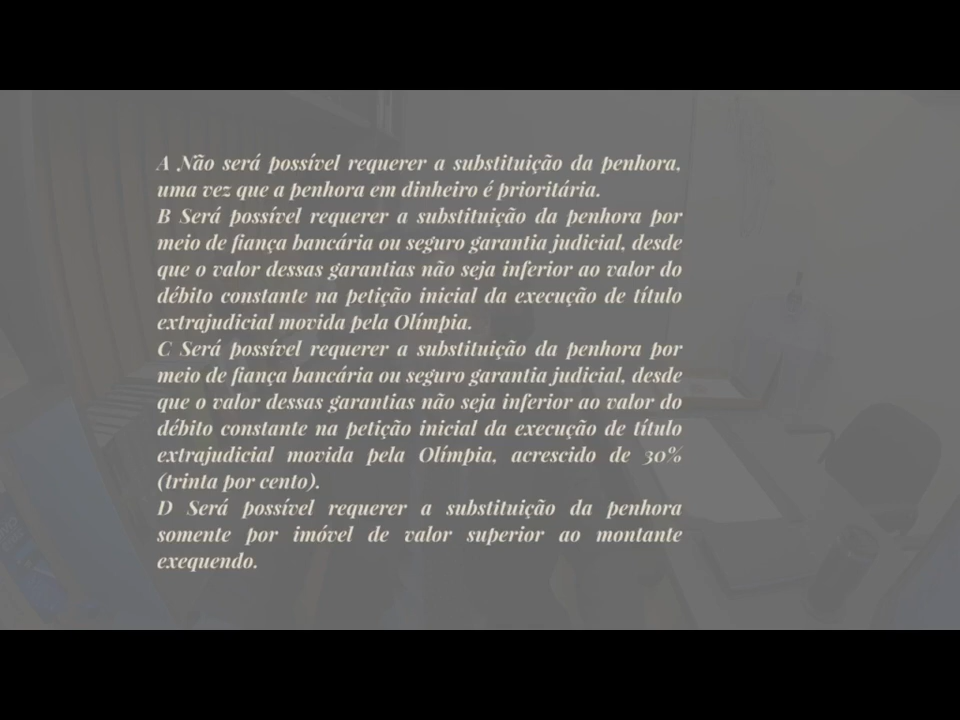 A Não será possível requerer a substituição da penhora,
uma vez que a penhora em dinheiro é prioritária.
B Será possível requerer a substituição da penhora por
meio de fiança bancária ou seguro garantia judicial, desde
que o valor dessas garantias não seja inferior ao valor do
débito constante na petição inicial da execução de título
extrajudicial movida pela Olímpia.
C Será possível requerer a substituição da penhora por
meio de fiança bancária ou seguro garantia judicial, desde
que o valor dessas garantias não seja inferior ao valor do
débito constante na petição inicial da execução de título
extrajudicial movida pela Olímpia, acrescido de 30%
(trinta por cento).
D Será possível requerer a substituição da penhora
somente por imóvel de valor superior ao montante
exequendo.